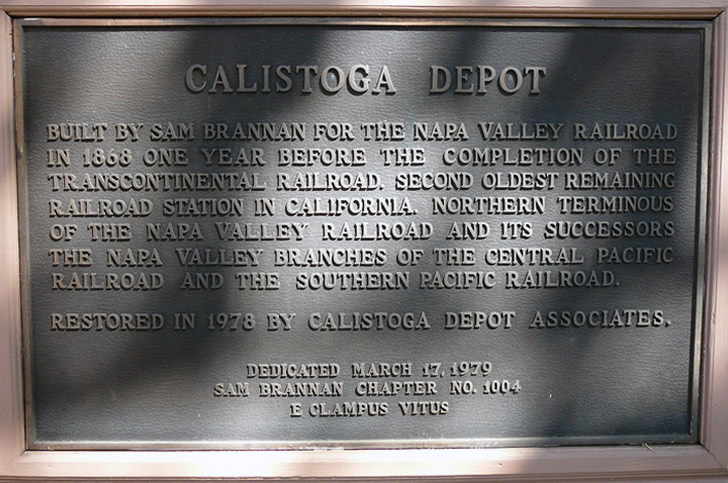 CALISTOGA DEPOT
BUILT BY SAM BRANNAN FOR THE NAPA VALLEY RAILROAD
IN 1868 ONE YEAR BEFORE THE COMPLETION OF THE
TRANSCONTINENTAL RAILROAD. SECOND OLDEST REMAINING
RAILROAD STATION IN CALIFORNIA. NORTHERN TERMINOUS
OF THE NAPA VALLEY RAILROAD AND ITS SUCCESSORS
THE NAPA VALLEY BRANCHES OF THE CENTRAL PACIFIC
RAILROAD AND THE SOUTHERN PACIFIC RAILROAD.
RESTORED IN 1978 BY CALISTOGA DEPOT ASSOCIATES.
DEDICATED MARCH 17, 1979
SAM BRANNAN CHAPTER NO. 1004
E CLAMPUS VITUS